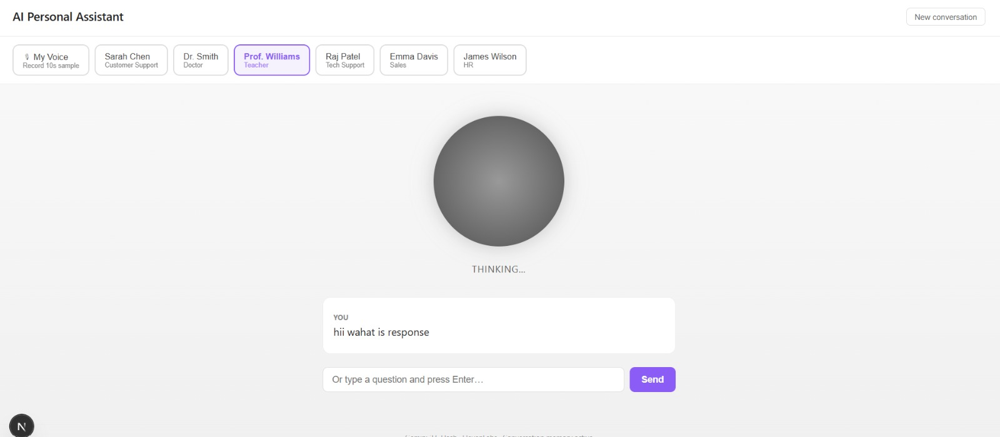 AI Personal Assistant
New conversation
My Voice
Record 10s sample
Sarah Chen
Customer Support
Dr. Smith
Doctor
Prof. Williams
Teacher
Raj Patel
Tech Support
Emma Davis
Sales
James Wilson
HR
THINKING...
YOU
hii wahat is response
Or type a question and press Enter…
Send
N